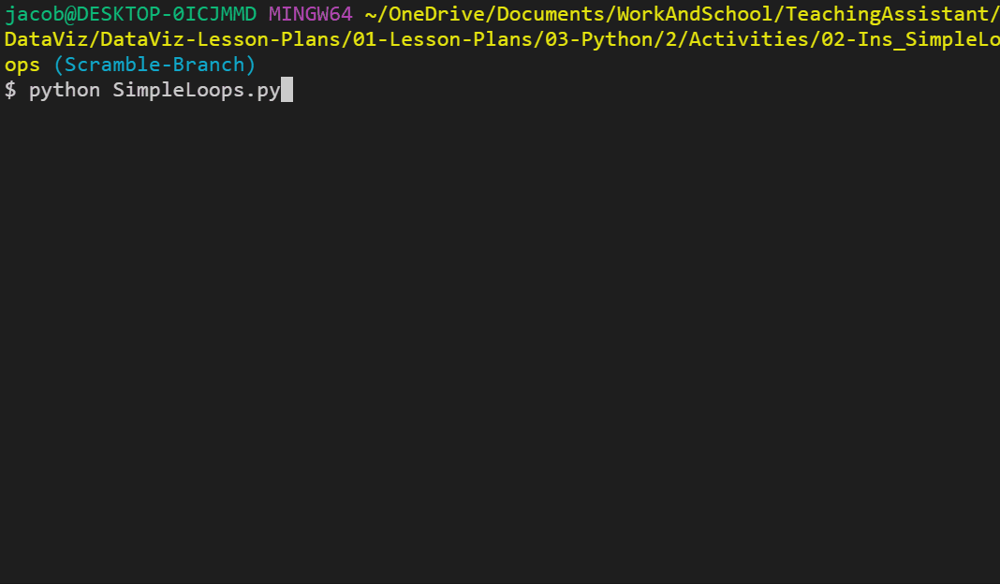 jacob@DESKTOP-0ICJMMD MINGW64 ~/OneDrive/Documents/WorkAndSchool/TeachingAssistant/
DataViz/DataViz-Lesson-Plans/01-Lesson-Plans/03-Python/2/Activities/02-Ins_SimpleLo
ops (Scramble-Branch)
$ python SimpleLoops.py